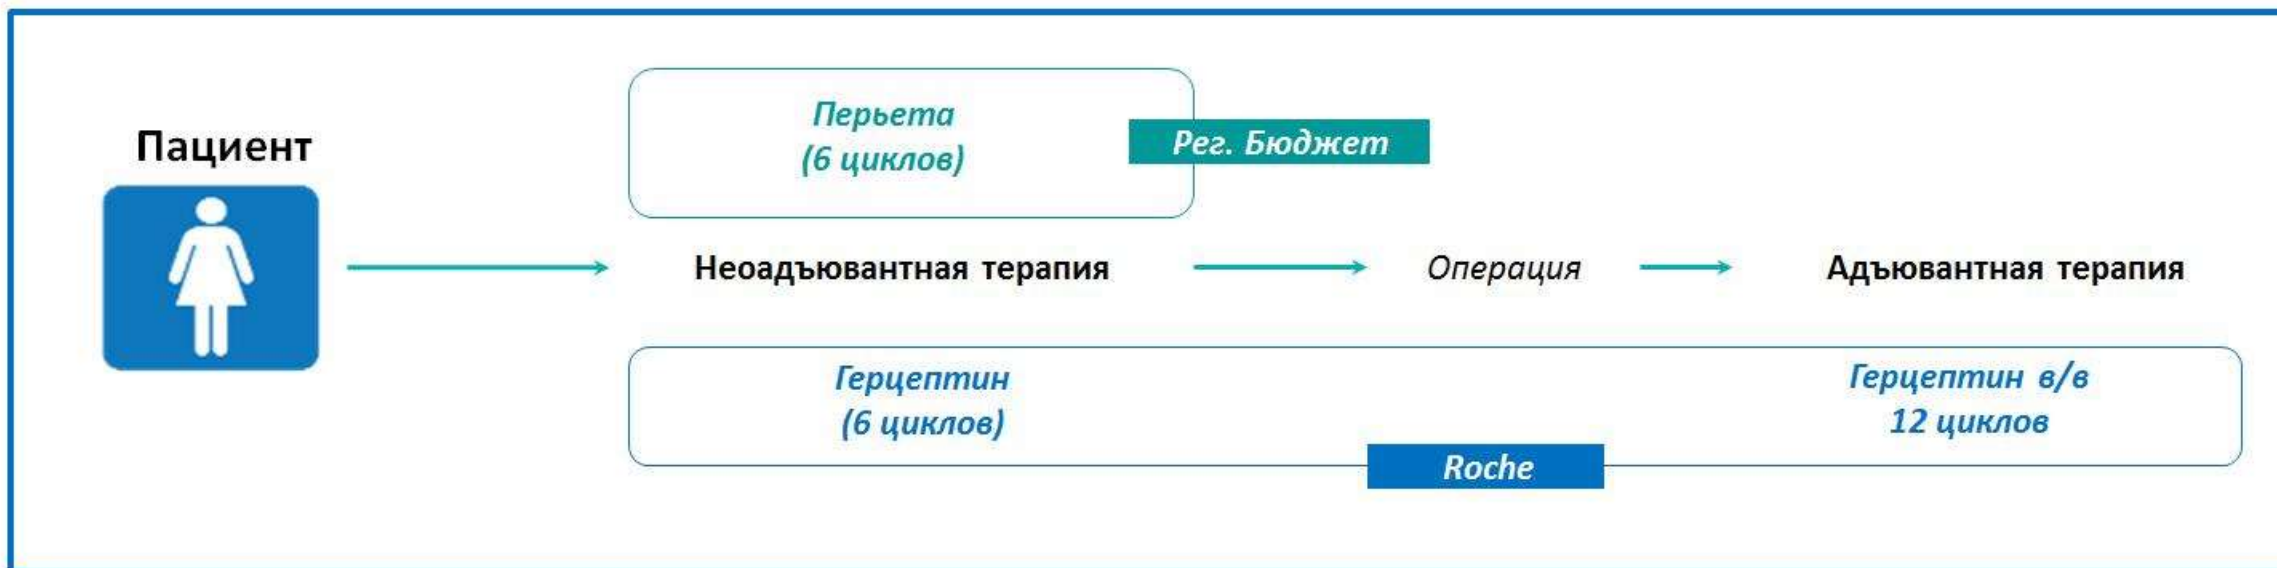 Пациент
Перьета
(6 циклов)
Рег. Бюджет
Неоадъювантная терапия
Операция
Адъювантная терапия
Герцептин
(6 циклов)
Герцептин в/в
12 циклов
Roche